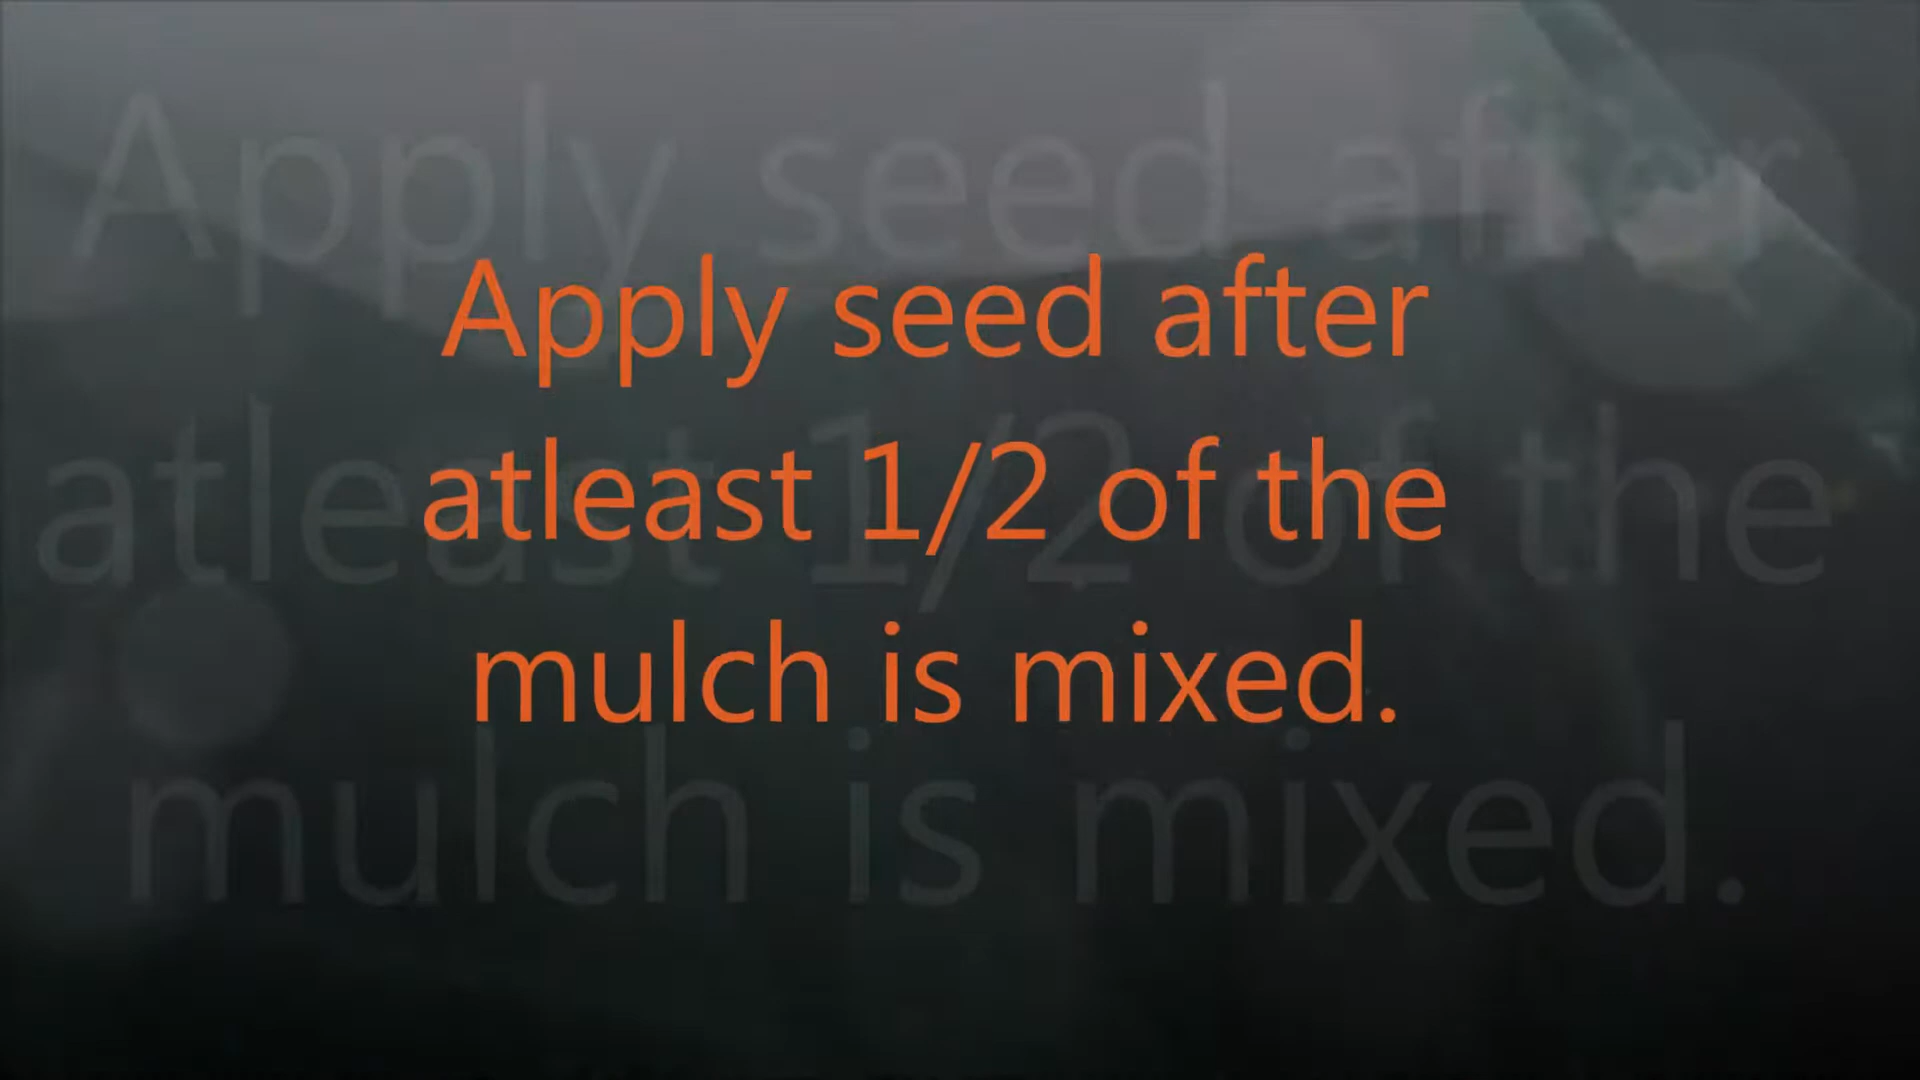 Apply seed after
atleast 1/2 of the
mulch is mixed.